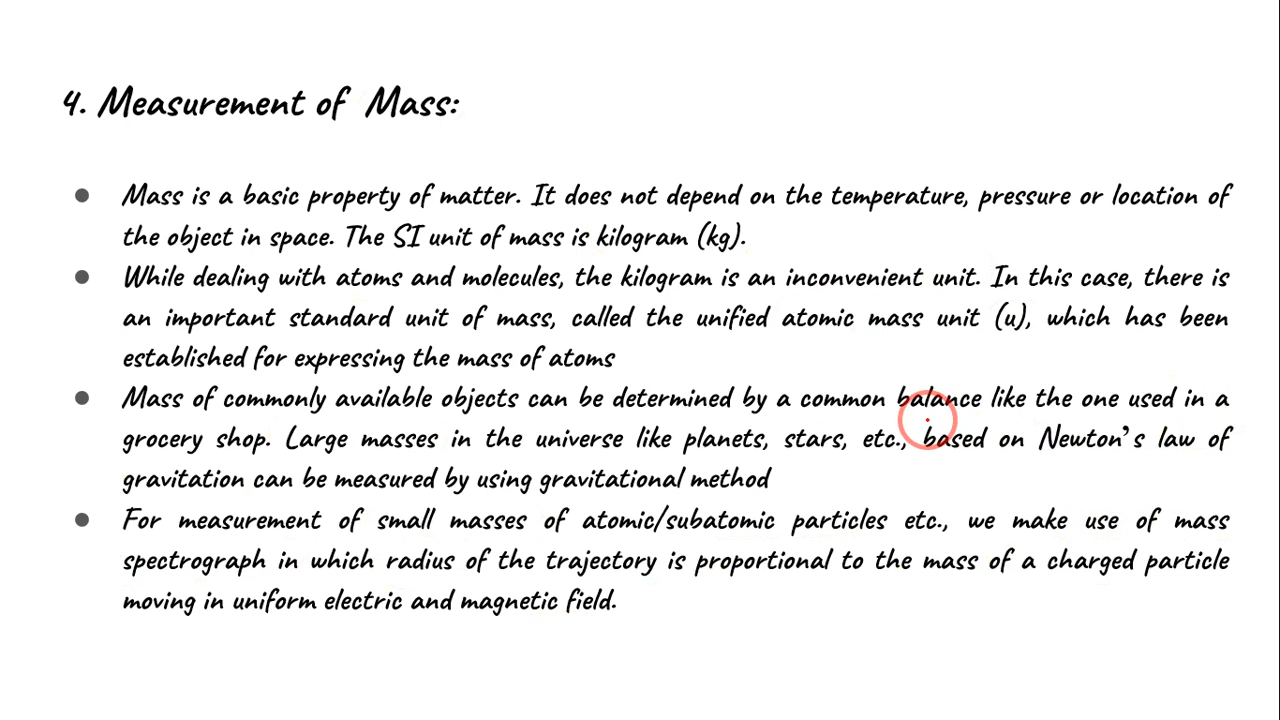 4. Measurement of Mass:
● Mass is a basic property of matter. It does not depend on the temperature, pressure or location of
the object in space. The SI unit of mass is kilogram (kg).
● While dealing with atoms and molecules, the kilogram is an inconvenient unit. In this case, there is
an important standard unit of mass, called the unified atomic mass unit (u), which has been
established for expressing the mass of atoms
● Mass of commonly available objects can be determined by a common balance like the one used in a
grocery shop. Large masses in the universe like planets, stars, etc., based on Newton’s law of
gravitation can be measured by using gravitational method
● For measurement of small masses of atomic/subatomic particles etc., we make use of mass
spectrograph in which radius of the trajectory is proportional to the mass of a charged particle
moving in uniform electric and magnetic field.